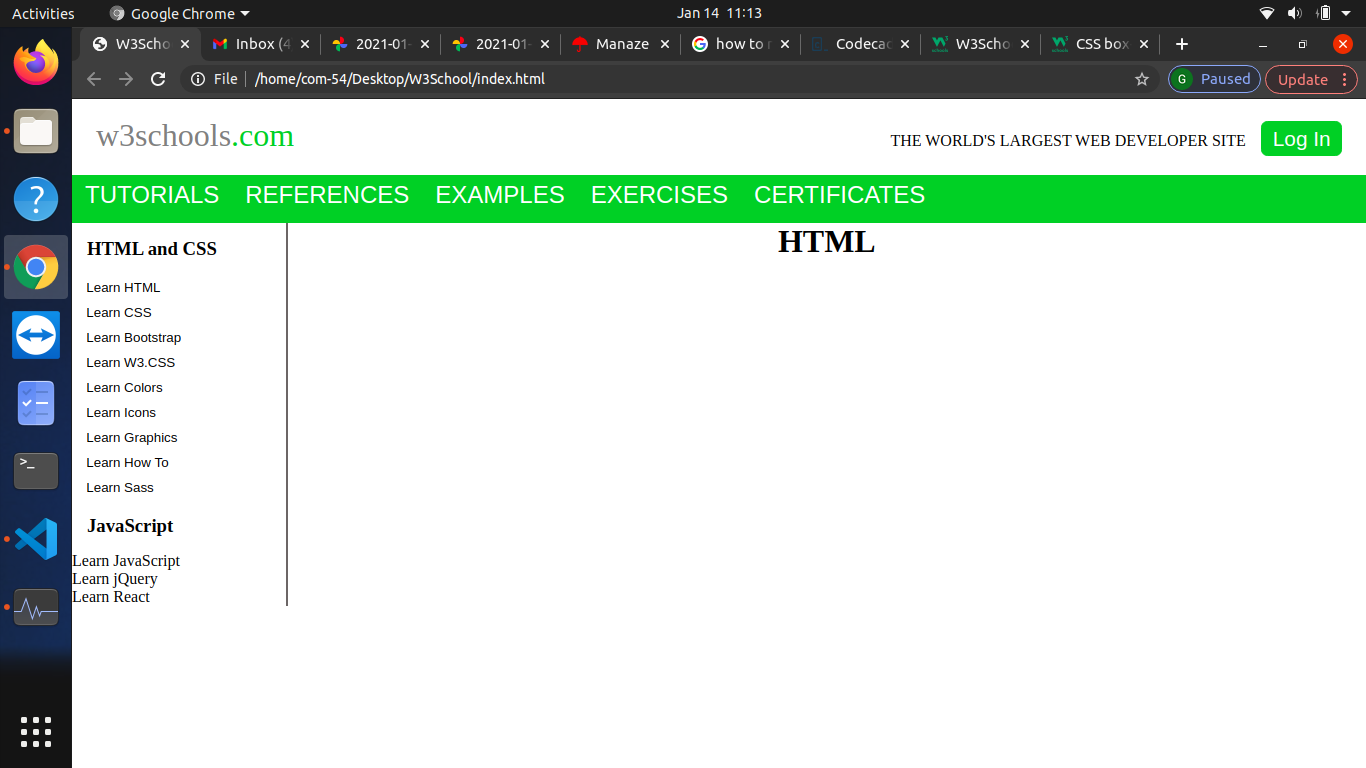 Activities Google Chrome Jan 14 11:13
W3Scho Inbox (4 2021-01- 2021-01- Manaze how to Codecac W3Scho CSS box
File /home/com-54/Desktop/W3School/index.html G Paused Update
w3schools.com THE WORLD'S LARGEST WEB DEVELOPER SITE Log In
TUTORIALS REFERENCES EXAMPLES EXERCISES CERTIFICATES
HTML and CSS HTML
Learn HTML
Learn CSS
Learn Bootstrap
Learn W3.CSS
Learn Colors
Learn Icons
Learn Graphics
Learn How To
Learn Sass
JavaScript
Learn JavaScript
Learn jQuery
Learn React